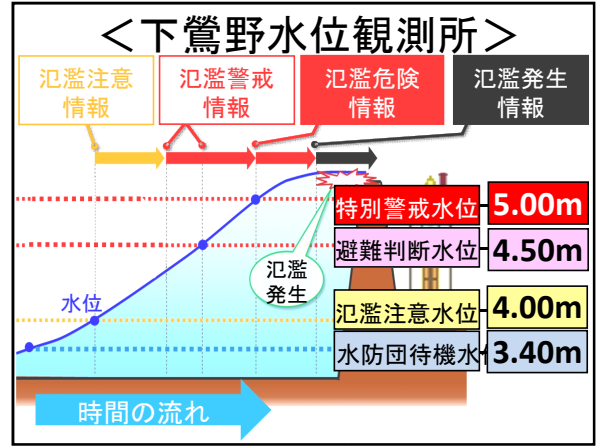 ＜下鶯野水位観測所＞
氾濫注意
情報
氾濫警戒
情報
氾濫危険
情報
氾濫発生
情報
特別警戒水位
5.00m
避難判断水位
4.50m
氾濫
発生
水位
氾濫注意水位
4.00m
水防団待機水
3.40m
時間の流れ